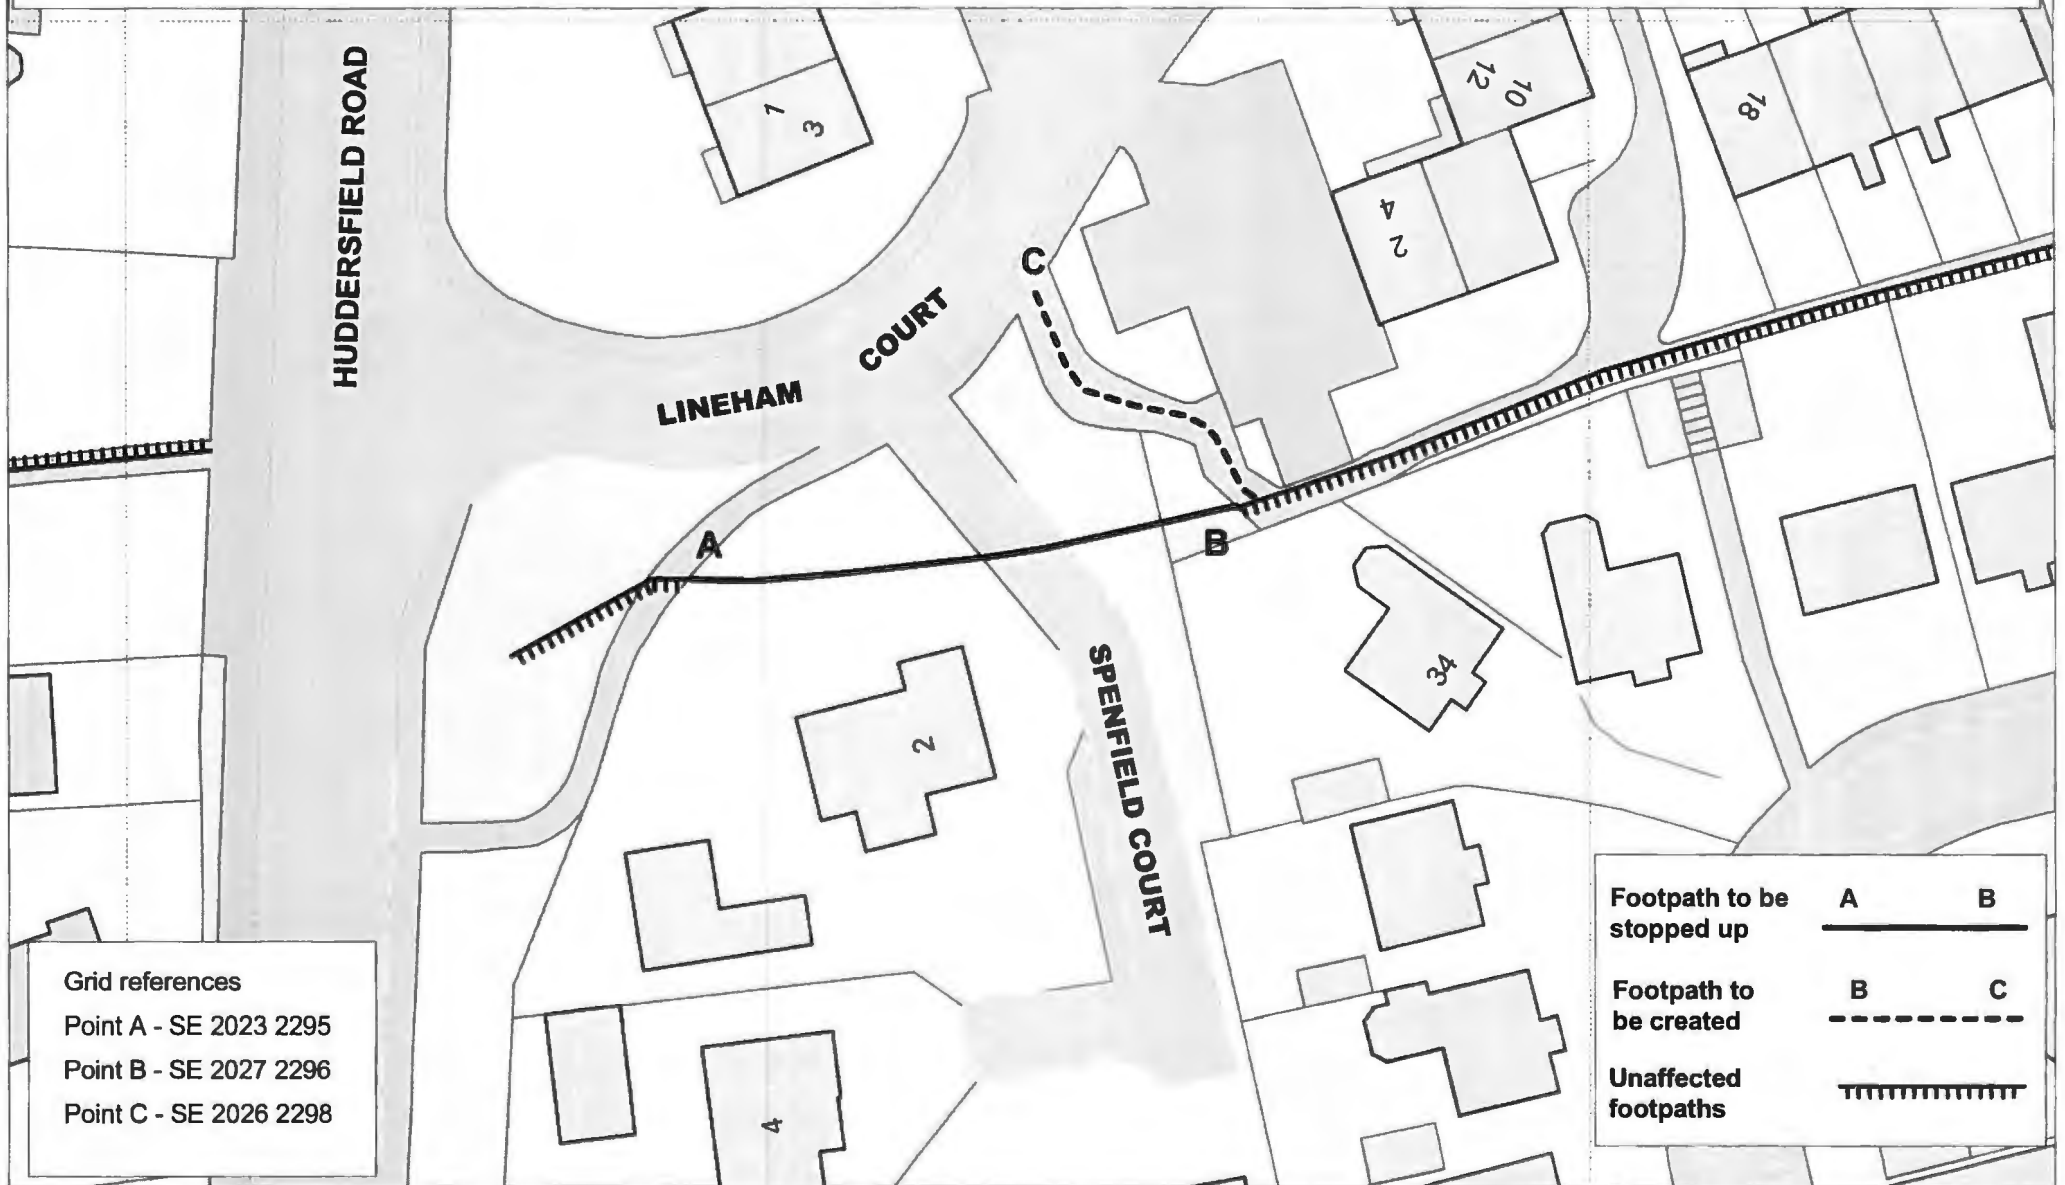 HUDDERSFIELD ROAD
1
3
12
10
18
4
2
C
LINEHAM
COURT
A
B
SPENFIELD COURT
34
2
4
Grid references
Point A - SE 2023 2295
Point B - SE 2027 2296
Point C - SE 2026 2298
Footpath to be A B
stopped up
Footpath to B C
be created
Unaffected
footpaths